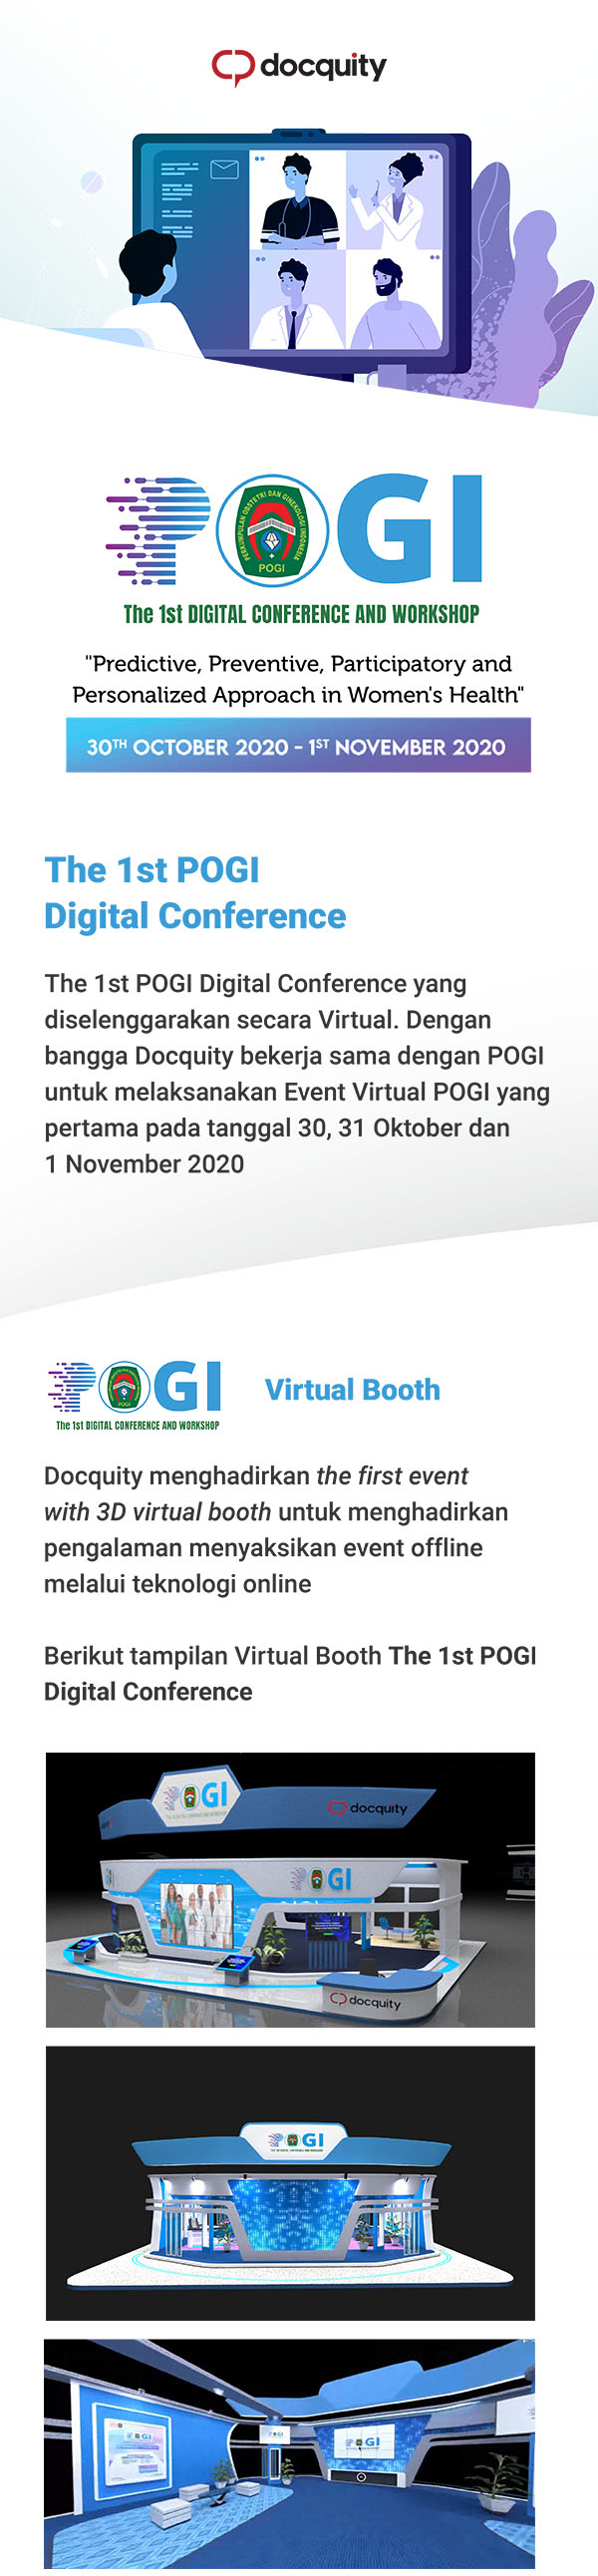 docquity
POGI
PERKUMPULAN OBSTETRI DAN GINEKOLOGI INDONESIA
POGI
The 1st DIGITAL CONFERENCE AND WORKSHOP
"Predictive, Preventive, Participatory and
Personalized Approach in Women's Health"
30TH OCTOBER 2020 - 1ST NOVEMBER 2020
The 1st POGI
Digital Conference
The 1st POGI Digital Conference yang
diselenggarakan secara Virtual. Dengan
bangga Docquity bekerja sama dengan POGI
untuk melaksanakan Event Virtual POGI yang
pertama pada tanggal 30, 31 Oktober dan
1 November 2020
POGI
POGI
The 1st DIGITAL CONFERENCE AND WORKSHOP
Virtual Booth
Docquity menghadirkan the first event
with 3D virtual booth untuk menghadirkan
pengalaman menyaksikan event offline
melalui teknologi online
Berikut tampilan Virtual Booth The 1st POGI
Digital Conference
POGI
docquity
POGI
docquity
POGI
POGI